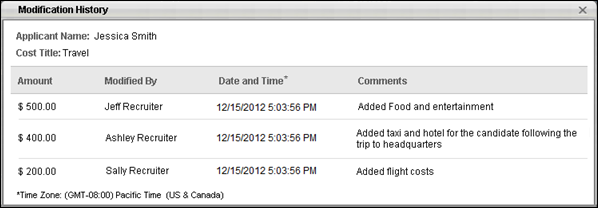 Modification History
Applicant Name: Jessica Smith
Cost Title: Travel
Amount Modified By Date and Time* Comments
$ 500.00 Jeff Recruiter 12/15/2012 5:03:56 PM Added Food and entertainment
$ 400.00 Ashley Recruiter 12/15/2012 5:03:56 PM Added taxi and hotel for the candidate following the
trip to headquarters
$ 200.00 Sally Recruiter 12/15/2012 5:03:56 PM Added flight costs
*Time Zone: (GMT-08:00) Pacific Time (US & Canada)